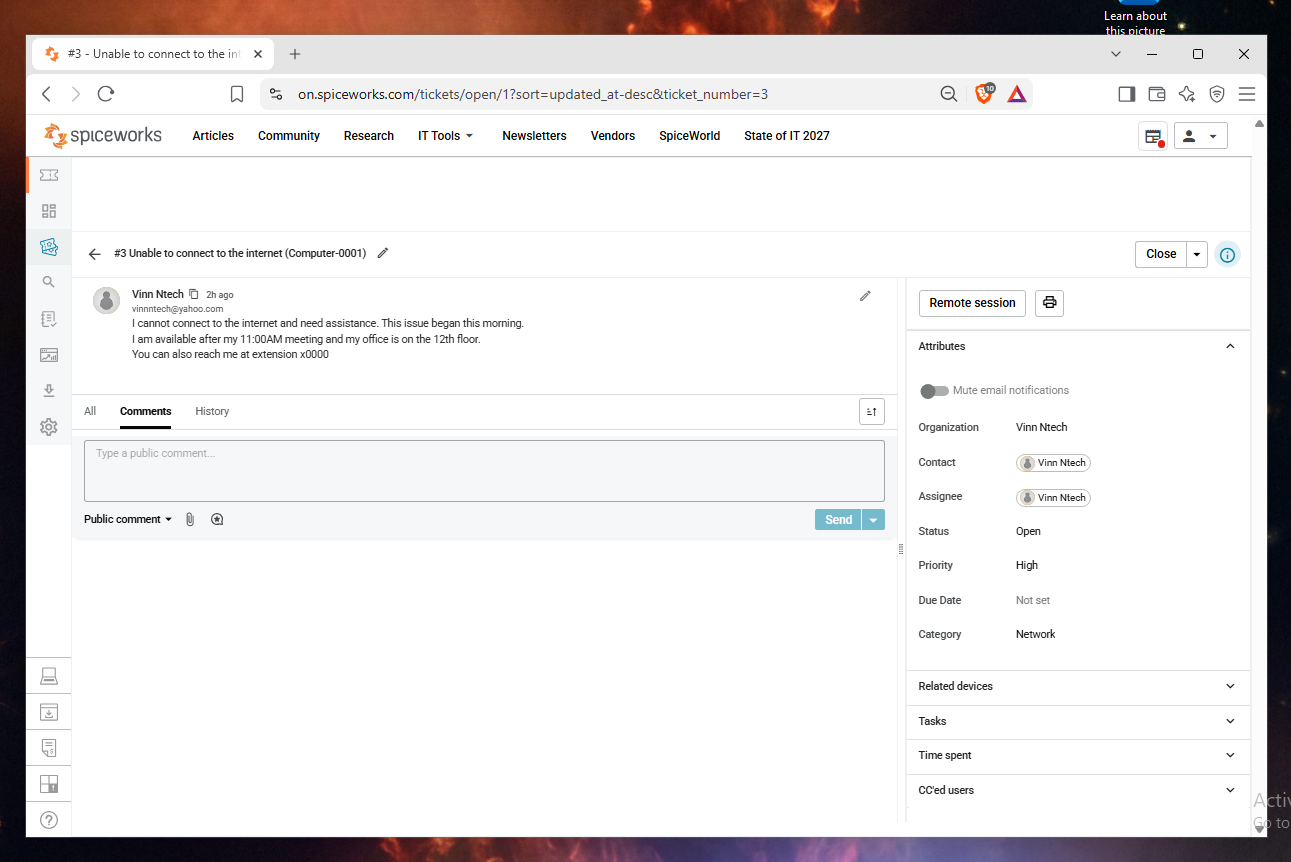 Learn about
this picture
#3 - Unable to connect to the int
on.spiceworks.com/tickets/open/1?sort=updated_at-desc&ticket_number=3
10
spiceworks
Articles
Community
Research
IT Tools
Newsletters
Vendors
SpiceWorld
State of IT 2027
#3 Unable to connect to the internet (Computer-0001)
Close
Vinn Ntech
2h ago
vinnntech@yahoo.com
I cannot connect to the internet and need assistance. This issue began this morning.
I am available after my 11:00AM meeting and my office is on the 12th floor.
You can also reach me at extension x0000
All
Comments
History
Type a public comment...
Public comment
Send
Remote session
Attributes
Mute email notifications
Organization
Vinn Ntech
Contact
Vinn Ntech
Assignee
Vinn Ntech
Status
Open
Priority
High
Due Date
Not set
Category
Network
Related devices
Tasks
Time spent
CC'ed users
Activ
Go to